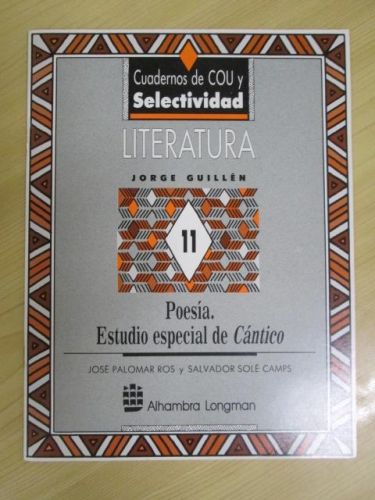 Cuadernos de COU y
Selectividad
LITERATURA
JORGE GUILLÉN
11
Poesía.
Estudio especial de Cántico
JOSÉ PALOMAR ROS y SALVADOR SOLÉ CAMPS
Alhambra Longman